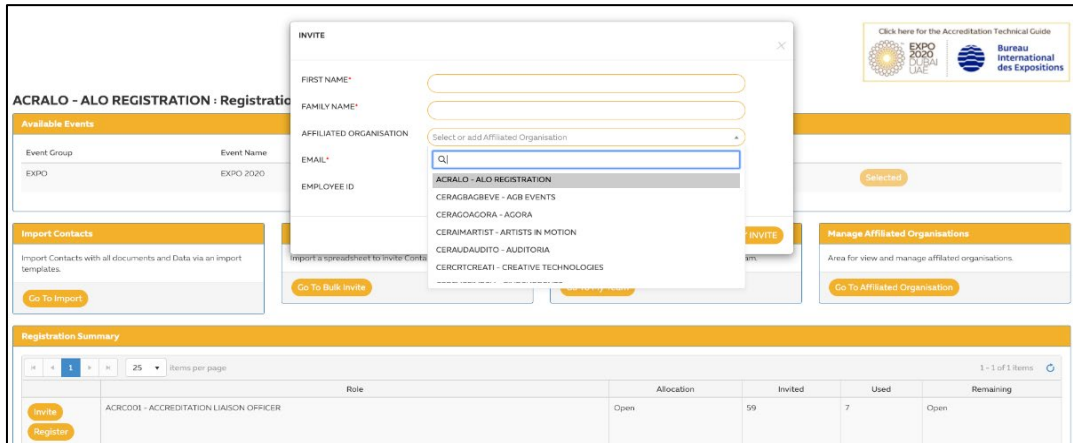 INVITE
Click here for the Accreditation Technical Guide
EXPO
2020
DUBAI
UAE
Bureau
International
des Expositions
FIRST NAME*
ACRALO - ALO REGISTRATION : Registratio
FAMILY NAME*
Available Events
AFFILIATED ORGANISATION
Select or add Affiliated Organisation
Event Group
Event Name
EMAIL*
EXPO
EXPO 2020
EMPLOYEE ID
ACRALO - ALO REGISTRATION
Selected
CERAGBAGBEVE - AGB EVENTS
CERAGOAGORA - AGORA
CERAIMARTIST - ARTISTS IN MOTION
INVITE
CERAUDAUDITO - AUDITORIA
CERCRTCREATI - CREATIVE TECHNOLOGIES
Import Contacts
Manage Affiliated Organisations
Import Contacts with all documents and Data via an import
templates.
Import a spreadsheet to invite Conta
am.
Area for view and manage affilated organisations.
Go To Import
Go To Bulk Invite
Go To Affiliated Organisation
Registration Summary
1
25
items per page
1 - 1 of 1 items
Role
Allocation
Invited
Used
Remaining
Invite
ACRC001 - ACCREDITATION LIAISON OFFICER
Open
59
7
Open
Register